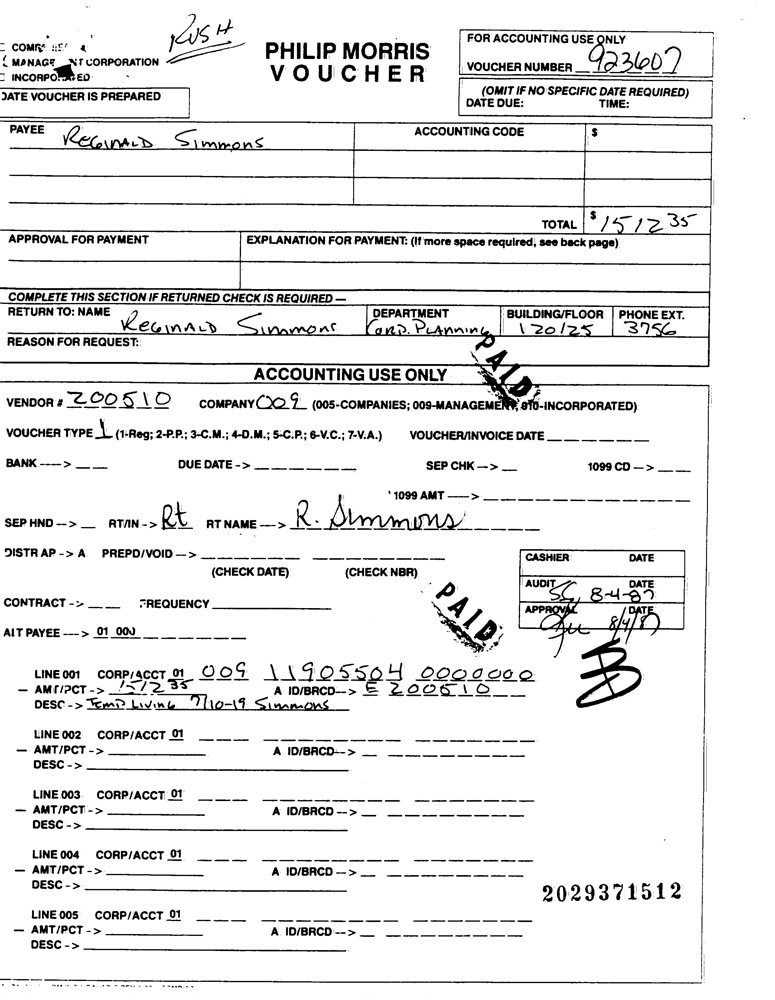 RUSH
MANAGEMENT CORPORATION
INCORPORATED
PHILIP MORRIS
VOUCHER
FOR ACCOUNTING USE ONLY
VOUCHER NUMBER 923607
DATE VOUCHER IS PREPARED
(OMIT IF NO SPECIFIC DATE REQUIRED)
DATE DUE: TIME:
PAYEE REGINALD Simmons ACCOUNTING CODE $
TOTAL $ 1512 35
APPROVAL FOR PAYMENT EXPLANATION FOR PAYMENT: (If more space required, see back page)
COMPLETE THIS SECTION IF RETURNED CHECK IS REQUIRED —
RETURN TO: NAME REGINALD Simmons DEPARTMENT CORP. PLANNING BUILDING/FLOOR 120/25 PHONE EXT. 3756
REASON FOR REQUEST:
PAID
ACCOUNTING USE ONLY
VENDOR # 200510 COMPANY 009 (005-COMPANIES; 009-MANAGEMENT; 010-INCORPORATED)
VOUCHER TYPE 1 (1-Reg; 2-P.P.; 3-C.M.; 4-D.M.; 5-C.P.; 6-V.C.; 7-V.A.) VOUCHER/INVOICE DATE
BANK ----> DUE DATE -> SEP CHK --> 1099 CD -->
1099 AMT --->
SEP HND --> RT/IN -> Rt RT NAME ---> R. Simmons
DISTR AP -> A PREPD/VOID -->
(CHECK DATE) (CHECK NBR)
CASHIER DATE
AUDIT SC DATE 8-4-87
APPROVAL DATE 8/4/87
PAID
CONTRACT -> FREQUENCY
ALT PAYEE ---> 01 000
LINE 001 CORP/ACCT 01 009 11905504 0000000
— AMT/PCT -> 1512 35 A ID/BRCD--> E 200510
DESC -> TEMP LIVING 7/10-19 Simmons
LINE 002 CORP/ACCT 01
— AMT/PCT -> A ID/BRCD-->
DESC ->
LINE 003 CORP/ACCT 01
— AMT/PCT -> A ID/BRCD -->
DESC ->
LINE 004 CORP/ACCT 01
— AMT/PCT -> A ID/BRCD -->
DESC ->
2029371512
LINE 005 CORP/ACCT 01
— AMT/PCT -> A ID/BRCD -->
DESC ->